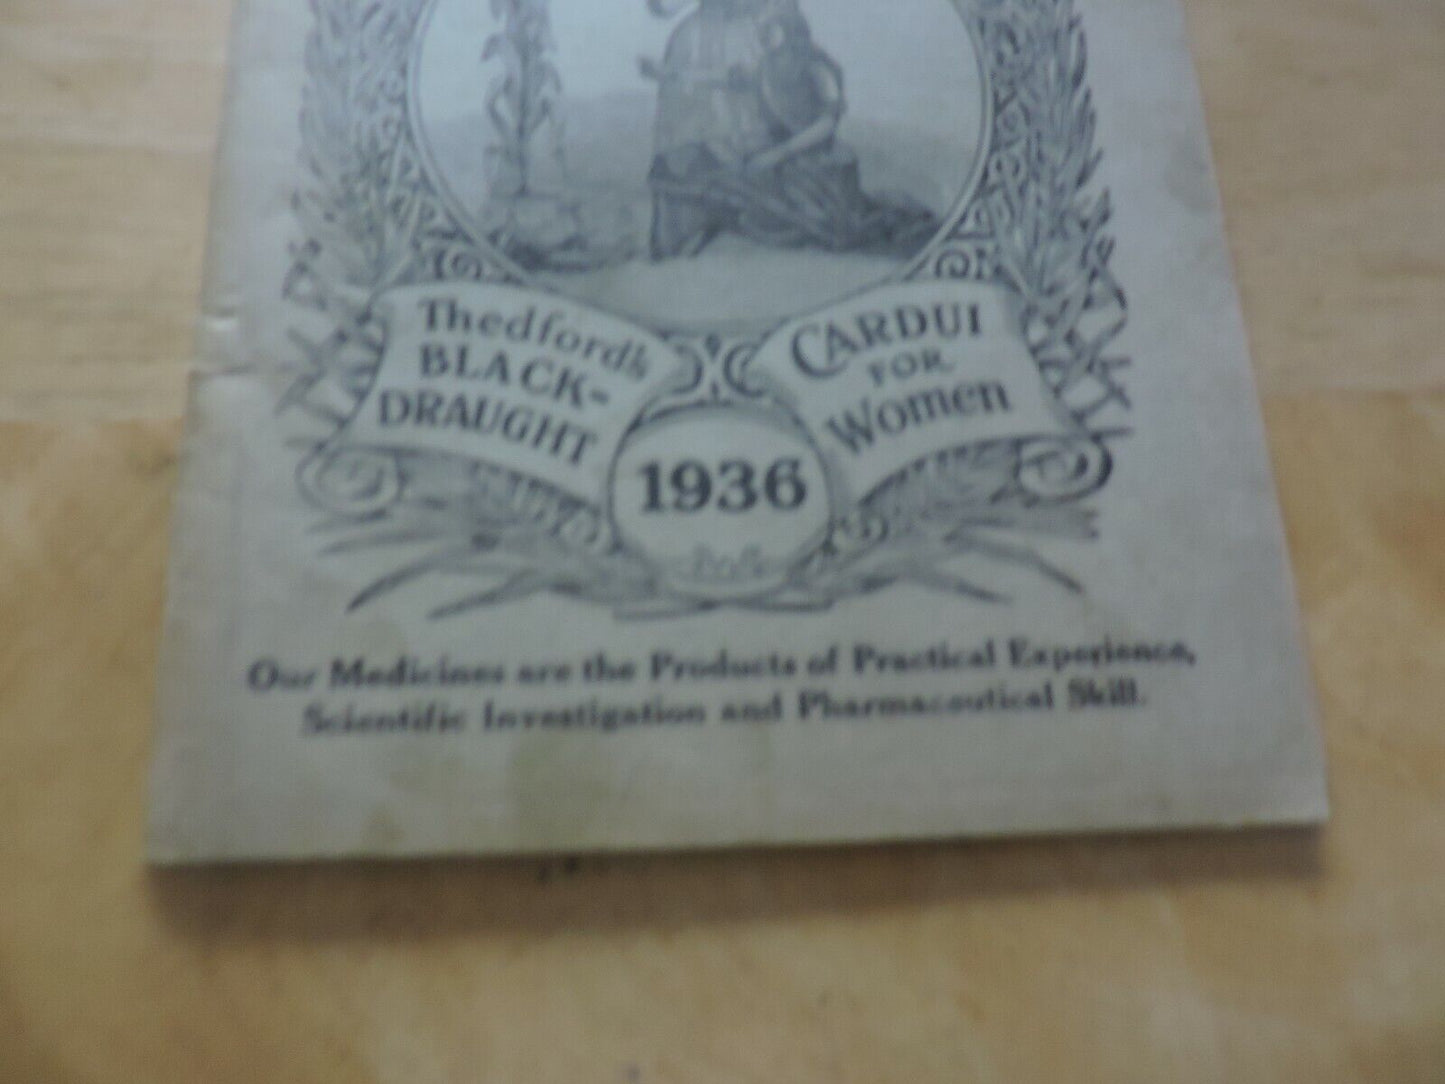 Thedford's
BLACK-
DRAUGHT
CARDUI
FOR
Women
1936
Our Medicines are the Products of Practical Experience,
Scientific Investigation and Pharmaceutical Skill.